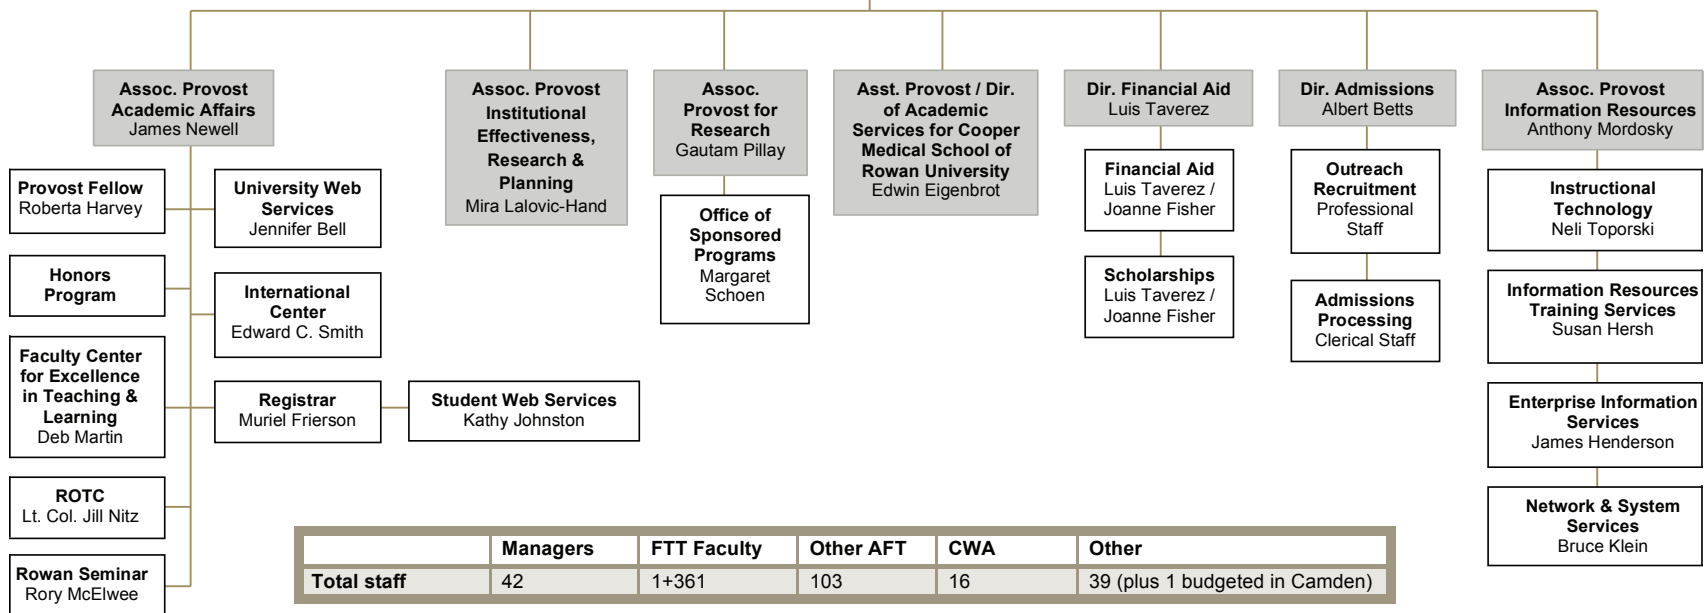 Assoc. Provost
Academic Affairs
James Newell
Provost Fellow
Roberta Harvey
University Web
Services
Jennifer Bell
Honors
Program
International
Center
Edward C. Smith
Faculty Center
for Excellence
in Teaching &
Learning
Deb Martin
Registrar
Muriel Frierson
Student Web Services
Kathy Johnston
ROTC
Lt. Col. Jill Nitz
Rowan Seminar
Rory McElwee
Assoc. Provost
Institutional
Effectiveness,
Research &
Planning
Mira Lalovic-Hand
Assoc.
Provost for
Research
Gautam Pillay
Office of
Sponsored
Programs
Margaret
Schoen
Asst. Provost / Dir.
of Academic
Services for Cooper
Medical School of
Rowan University
Edwin Eigenbrot
Dir. Financial Aid
Luis Taverez
Financial Aid
Luis Taverez /
Joanne Fisher
Scholarships
Luis Taverez /
Joanne Fisher
Dir. Admissions
Albert Betts
Outreach
Recruitment
Professional
Staff
Admissions
Processing
Clerical Staff
Assoc. Provost
Information Resources
Anthony Mordosky
Instructional
Technology
Neli Toporski
Information Resources
Training Services
Susan Hersh
Enterprise Information
Services
James Henderson
Network & System
Services
Bruce Klein
Managers FTT Faculty Other AFT CWA Other
Total staff 42 1+361 103 16 39 (plus 1 budgeted in Camden)